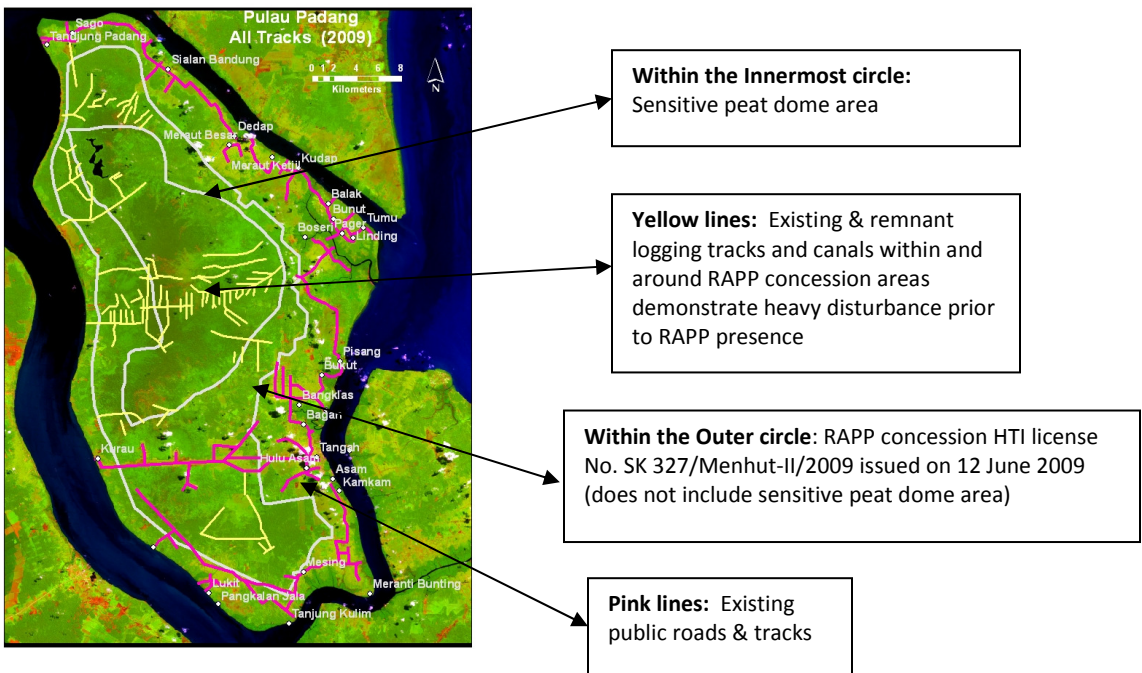 Pulau Padang
All Tracks (2009)
0 1 2 4 6 8
Kilometers
N
Sago
Tandjung Padang
Sialan Bandung
Dedap
Meraut Besar
Meraut Ketjil
Kudap
Balak
Bunut
Tumu
Boseri
Pager
Linding
Pisang
Bukut
Bangklas
Bagan
Kurau
Tangah
Hulu Asam
Asam
Kamkam
Mesing
Lukit
Meranti Bunting
Pangkalan Jala
Tanjung Kulim
Within the Innermost circle:
Sensitive peat dome area
Yellow lines: Existing & remnant
logging tracks and canals within and
around RAPP concession areas
demonstrate heavy disturbance prior
to RAPP presence
Within the Outer circle: RAPP concession HTI license
No. SK 327/Menhut-II/2009 issued on 12 June 2009
(does not include sensitive peat dome area)
Pink lines: Existing
public roads & tracks